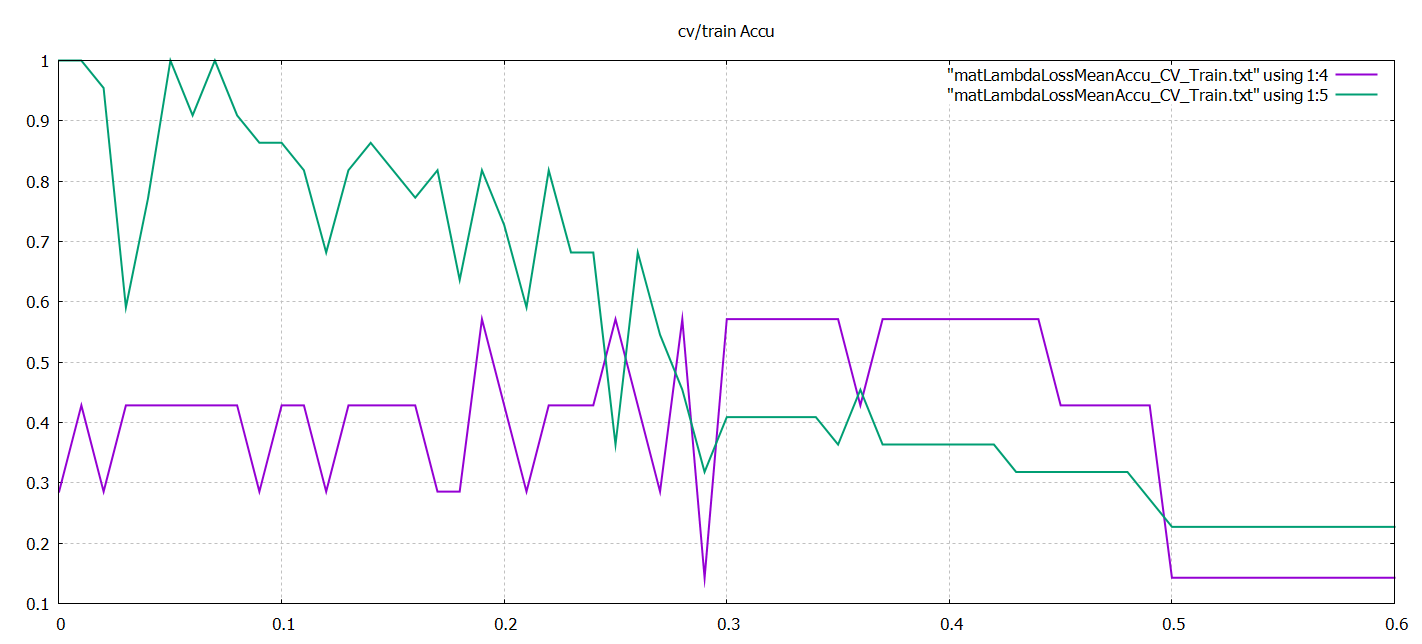 cv/train Accu
"matLambdaLossMeanAccu_CV_Train.txt" using 1:4
"matLambdaLossMeanAccu_CV_Train.txt" using 1:5
1
0.9
0.8
0.7
0.6
0.5
0.4
0.3
0.2
0.1
0 0.1 0.2 0.3 0.4 0.5 0.6